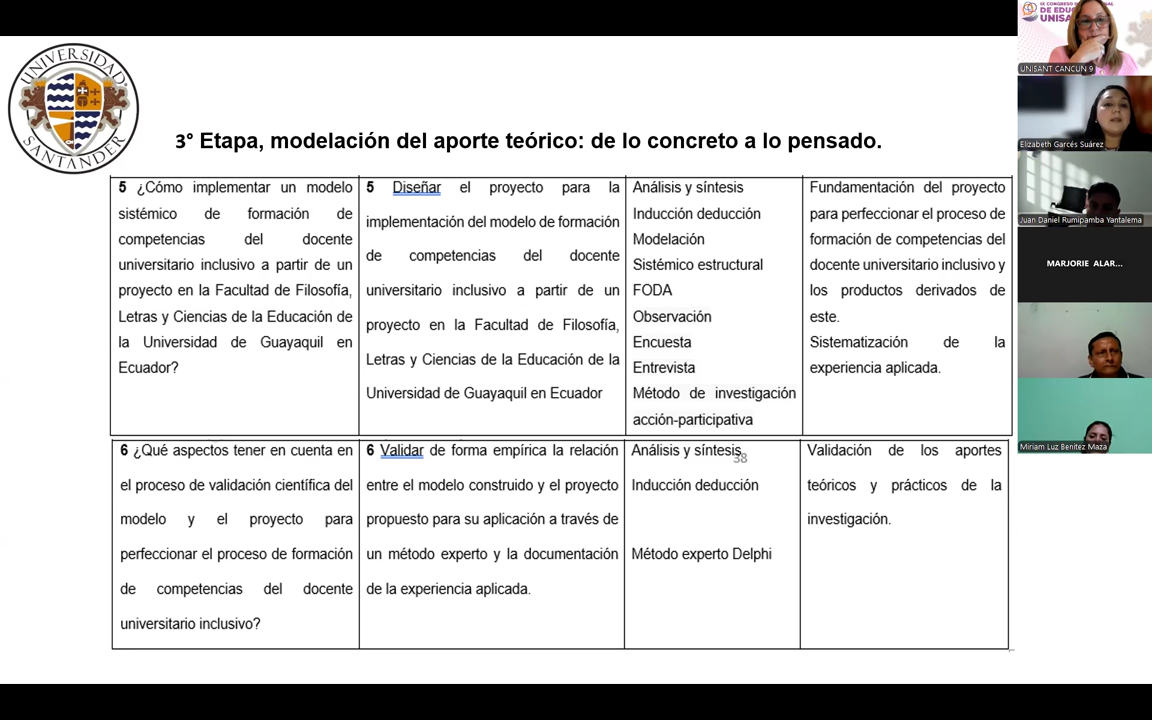 UNIVERSIDAD
SANTANDER
3° Etapa, modelación del aporte teórico: de lo concreto a lo pensado.
5 ¿Cómo implementar un modelo
sistémico de formación de
competencias del docente
universitario inclusivo a partir de un
proyecto en la Facultad de Filosofía,
Letras y Ciencias de la Educación de
la Universidad de Guayaquil en
Ecuador?
5 Diseñar el proyecto para la
implementación del modelo de formación
de competencias del docente
universitario inclusivo a partir de un
proyecto en la Facultad de Filosofía,
Letras y Ciencias de la Educación de la
Universidad de Guayaquil en Ecuador
Análisis y síntesis
Inducción deducción
Modelación
Sistémico estructural
FODA
Observación
Encuesta
Entrevista
Método de investigación
acción-participativa
Fundamentación del proyecto
para perfeccionar el proceso de
formación de competencias del
docente universitario inclusivo y
los productos derivados de
este.
Sistematización de la
experiencia aplicada.
6 ¿Qué aspectos tener en cuenta en
el proceso de validación científica del
modelo y el proyecto para
perfeccionar el proceso de formación
de competencias del docente
universitario inclusivo?
6 Validar de forma empírica la relación
entre el modelo construido y el proyecto
propuesto para su aplicación a través de
un método experto y la documentación
de la experiencia aplicada.
Análisis y síntesis
38
Inducción deducción
Método experto Delphi
Validación de los aportes
teóricos y prácticos de la
investigación.
IX CONGRESO
DE EDUC
UNISA
UNISANT CANCUN 9
Elizabeth Garcés Suárez
Juan Daniel Rumipamba Yantalema
MARJORIE ALAR...
Miriam Luz Benitez Maza